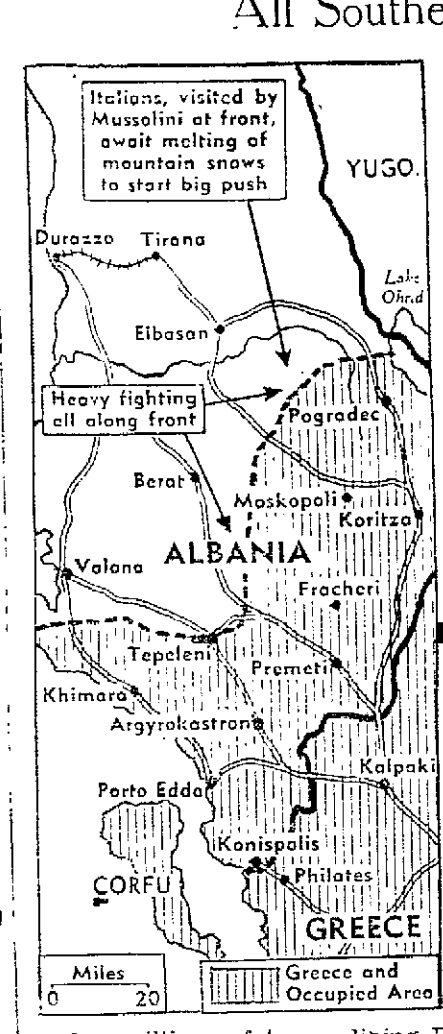 All Southe
Italians, visited by
Mussolini at front,
await melting of
mountain snows
to start big push
YUGO.
Durazzo Tirana
Lake
Ohrid
Elbasan
Heavy fighting
all along front
Pogradec
Berat
Moskopoli
Koritza
ALBANIA
Valona
Fracheri
Tepeleni
Premeti
Khimara
Argyrokastron
Kalpaki
Porto Edda
Konispolis
CORFU
Philates
GREECE
Miles
0 20
Greece and
Occupied Area